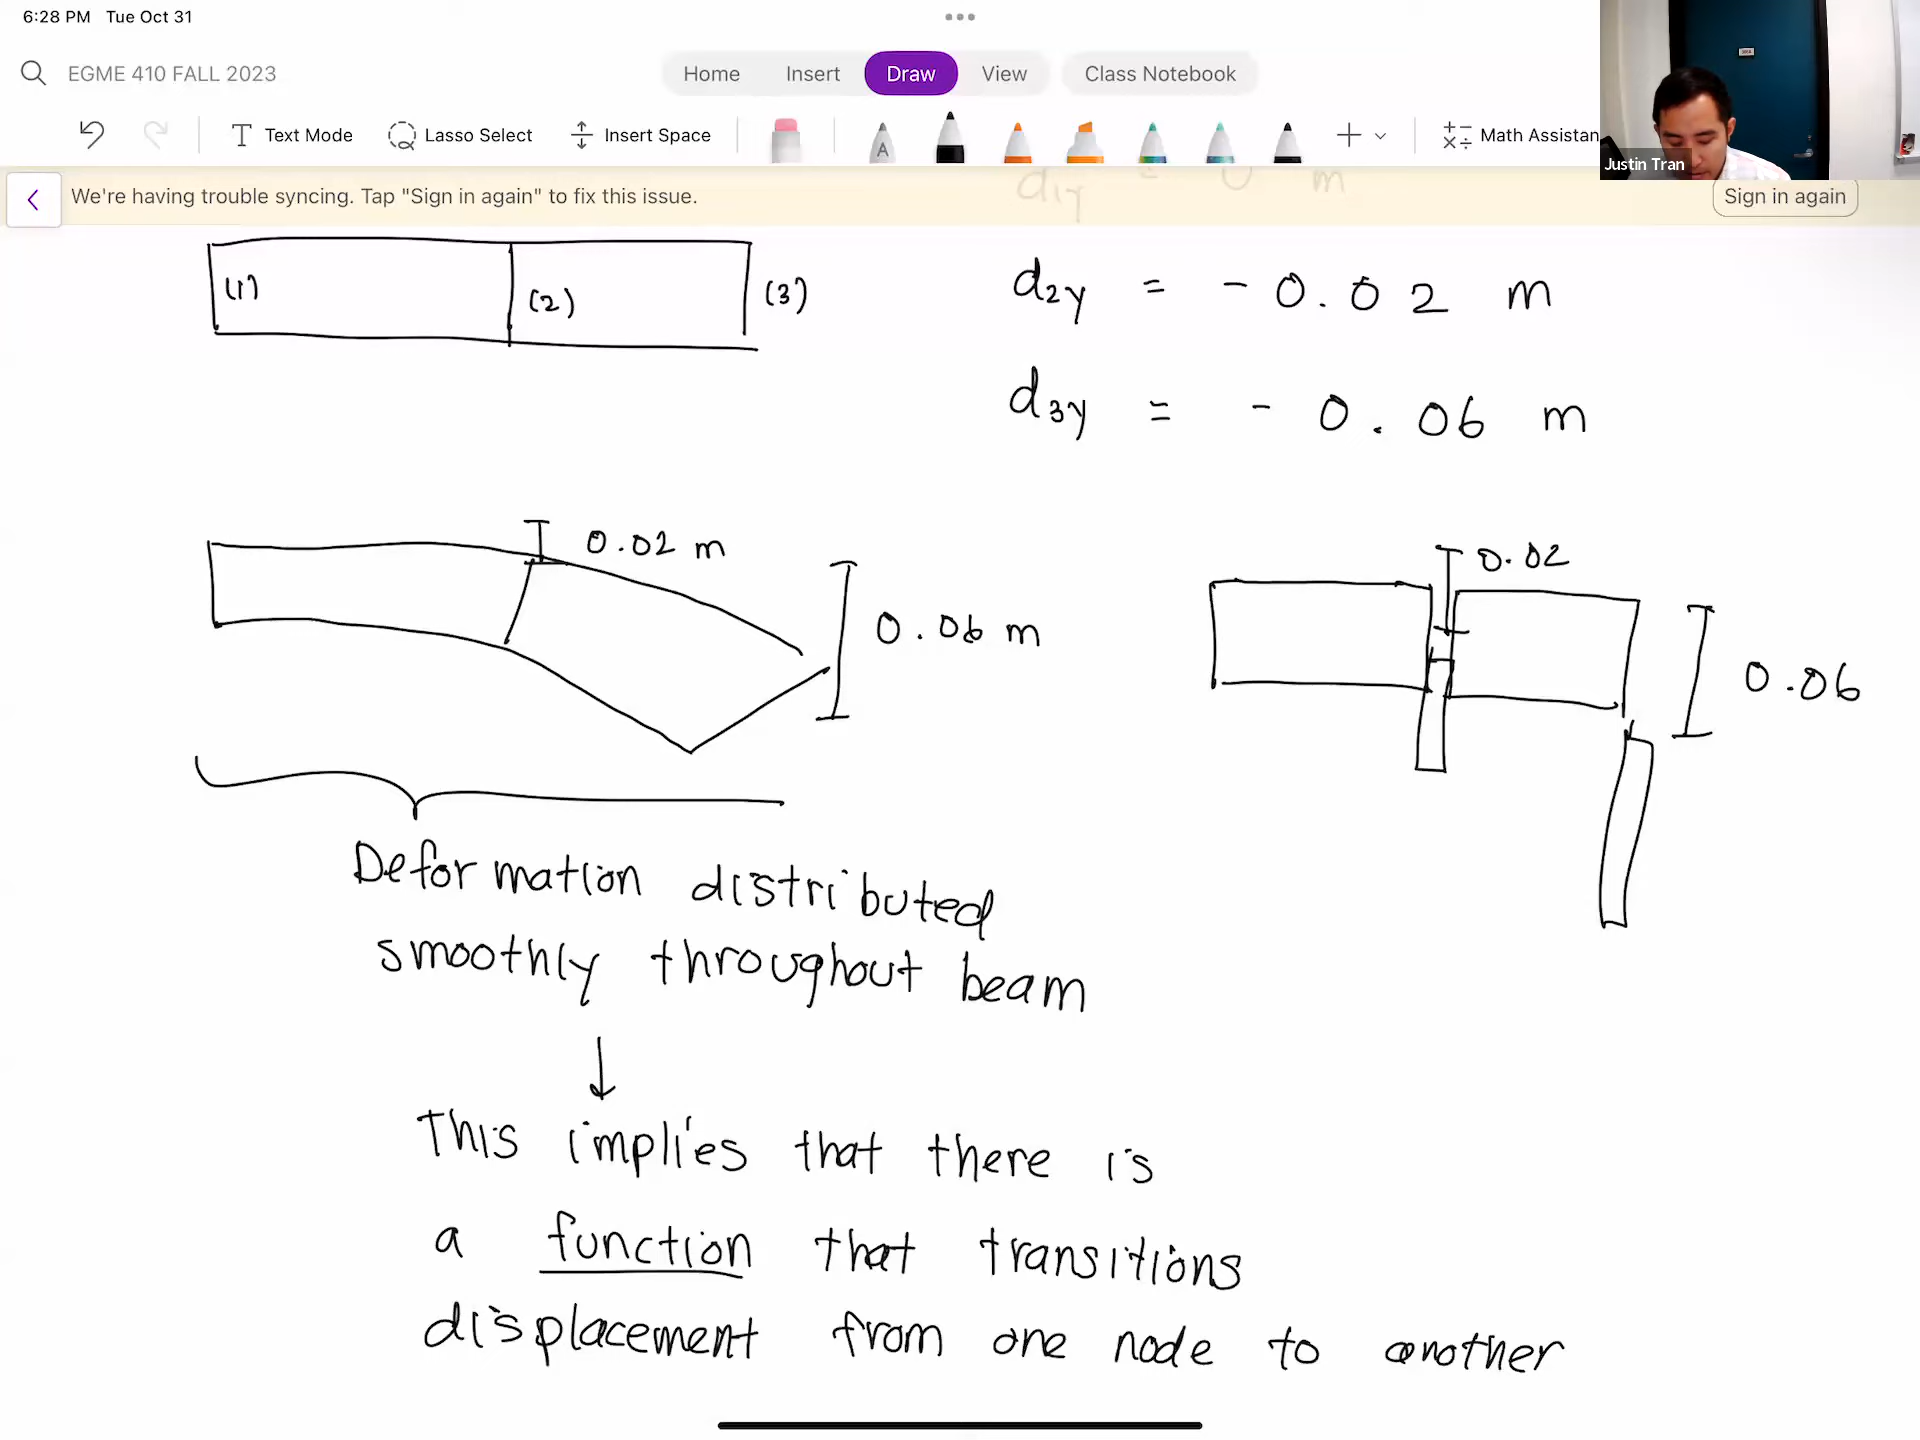 6:28 PM Tue Oct 31
EGME 410 FALL 2023
Home Insert Draw View Class Notebook
Text Mode Lasso Select Insert Space A Math Assistan
Justin Tran
We're having trouble syncing. Tap "Sign in again" to fix this issue.
Sign in again
d1y = 0 m
(1) (2) (3)
d2y = - 0.02 m
d3y = - 0.06 m
0.02 m
0.06 m
0.02
0.06
Deformation distributed
smoothly throughout beam
↓
This implies that there is
a function that transitions
displacement from one node to another